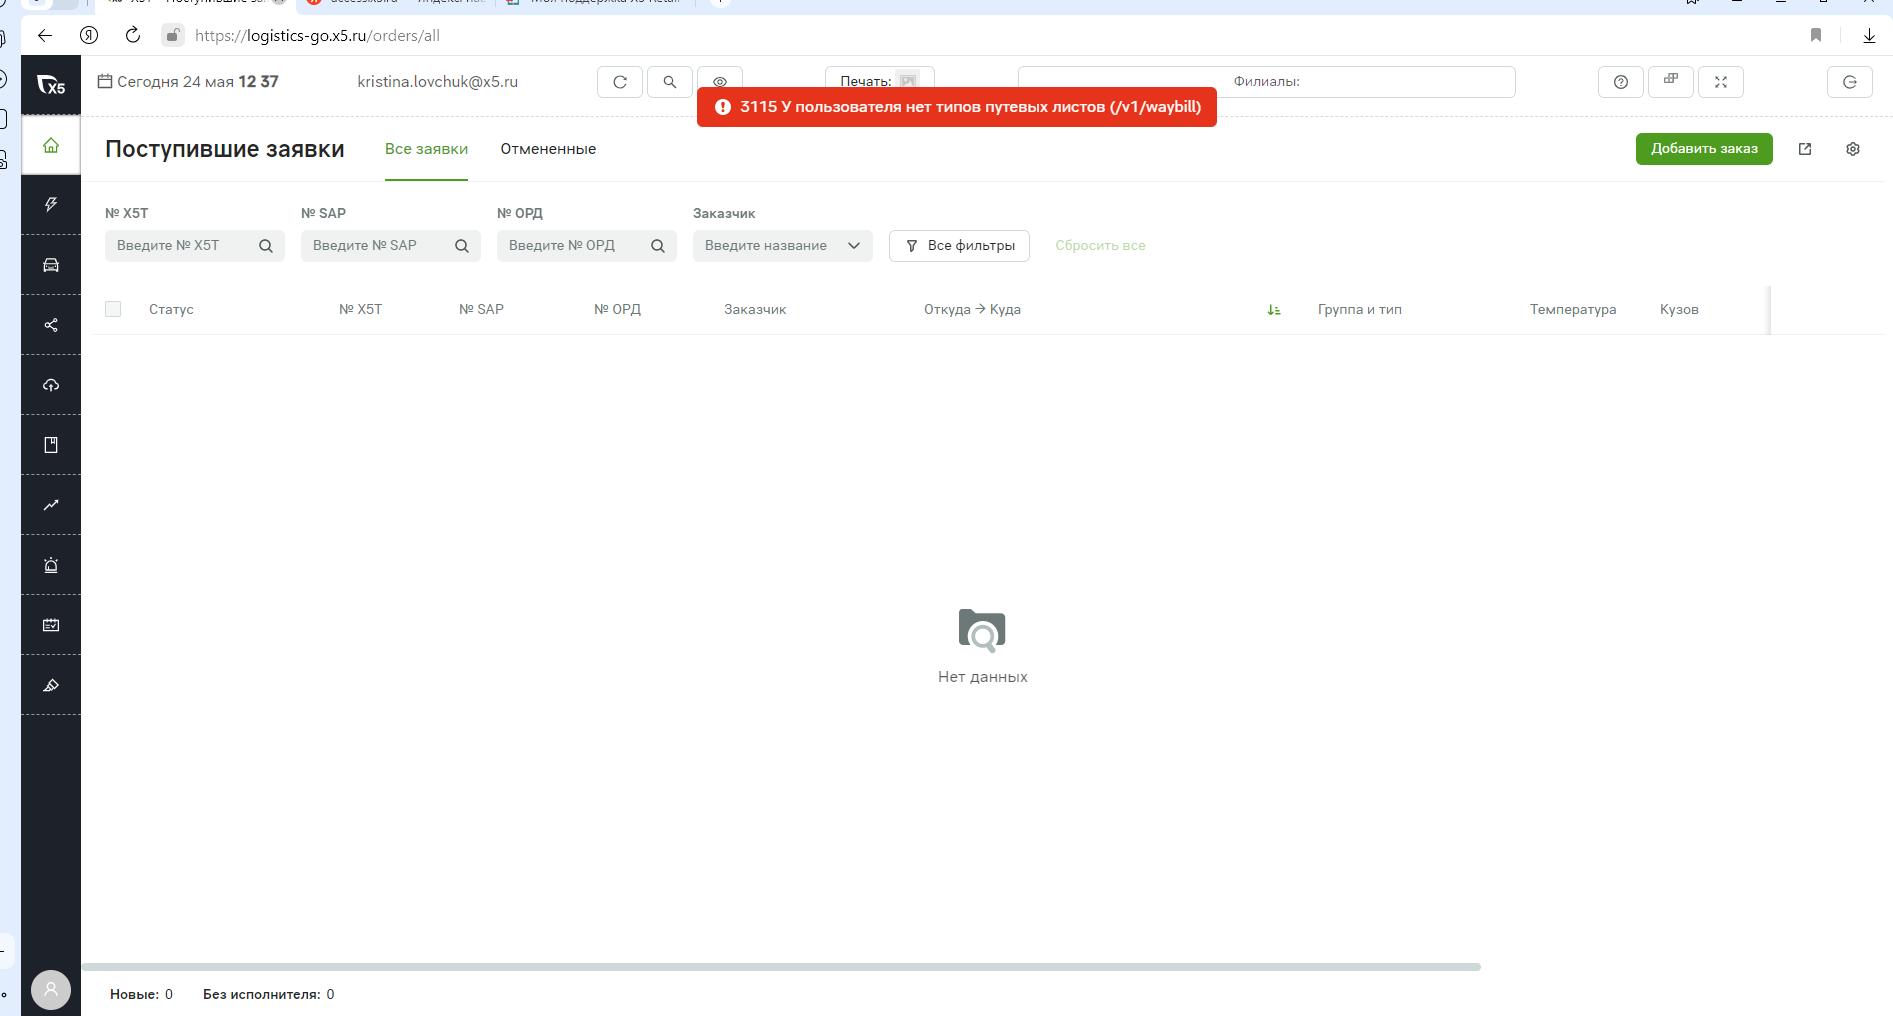 https://logistics-go.x5.ru/orders/all
X5
Сегодня 24 мая 12 37
kristina.lovchuk@x5.ru
Печать:
Филиалы:
3115 У пользователя нет типов путевых листов (/v1/waybill)
Поступившие заявки
Все заявки
Отмененные
Добавить заказ
№ X5T
№ SAP
№ ОРД
Заказчик
Введите № X5T
Введите № SAP
Введите № ОРД
Введите название
Все фильтры
Сбросить все
Статус
№ X5T
№ SAP
№ ОРД
Заказчик
Откуда → Куда
Группа и тип
Температура
Кузов
Нет данных
Новые: 0
Без исполнителя: 0